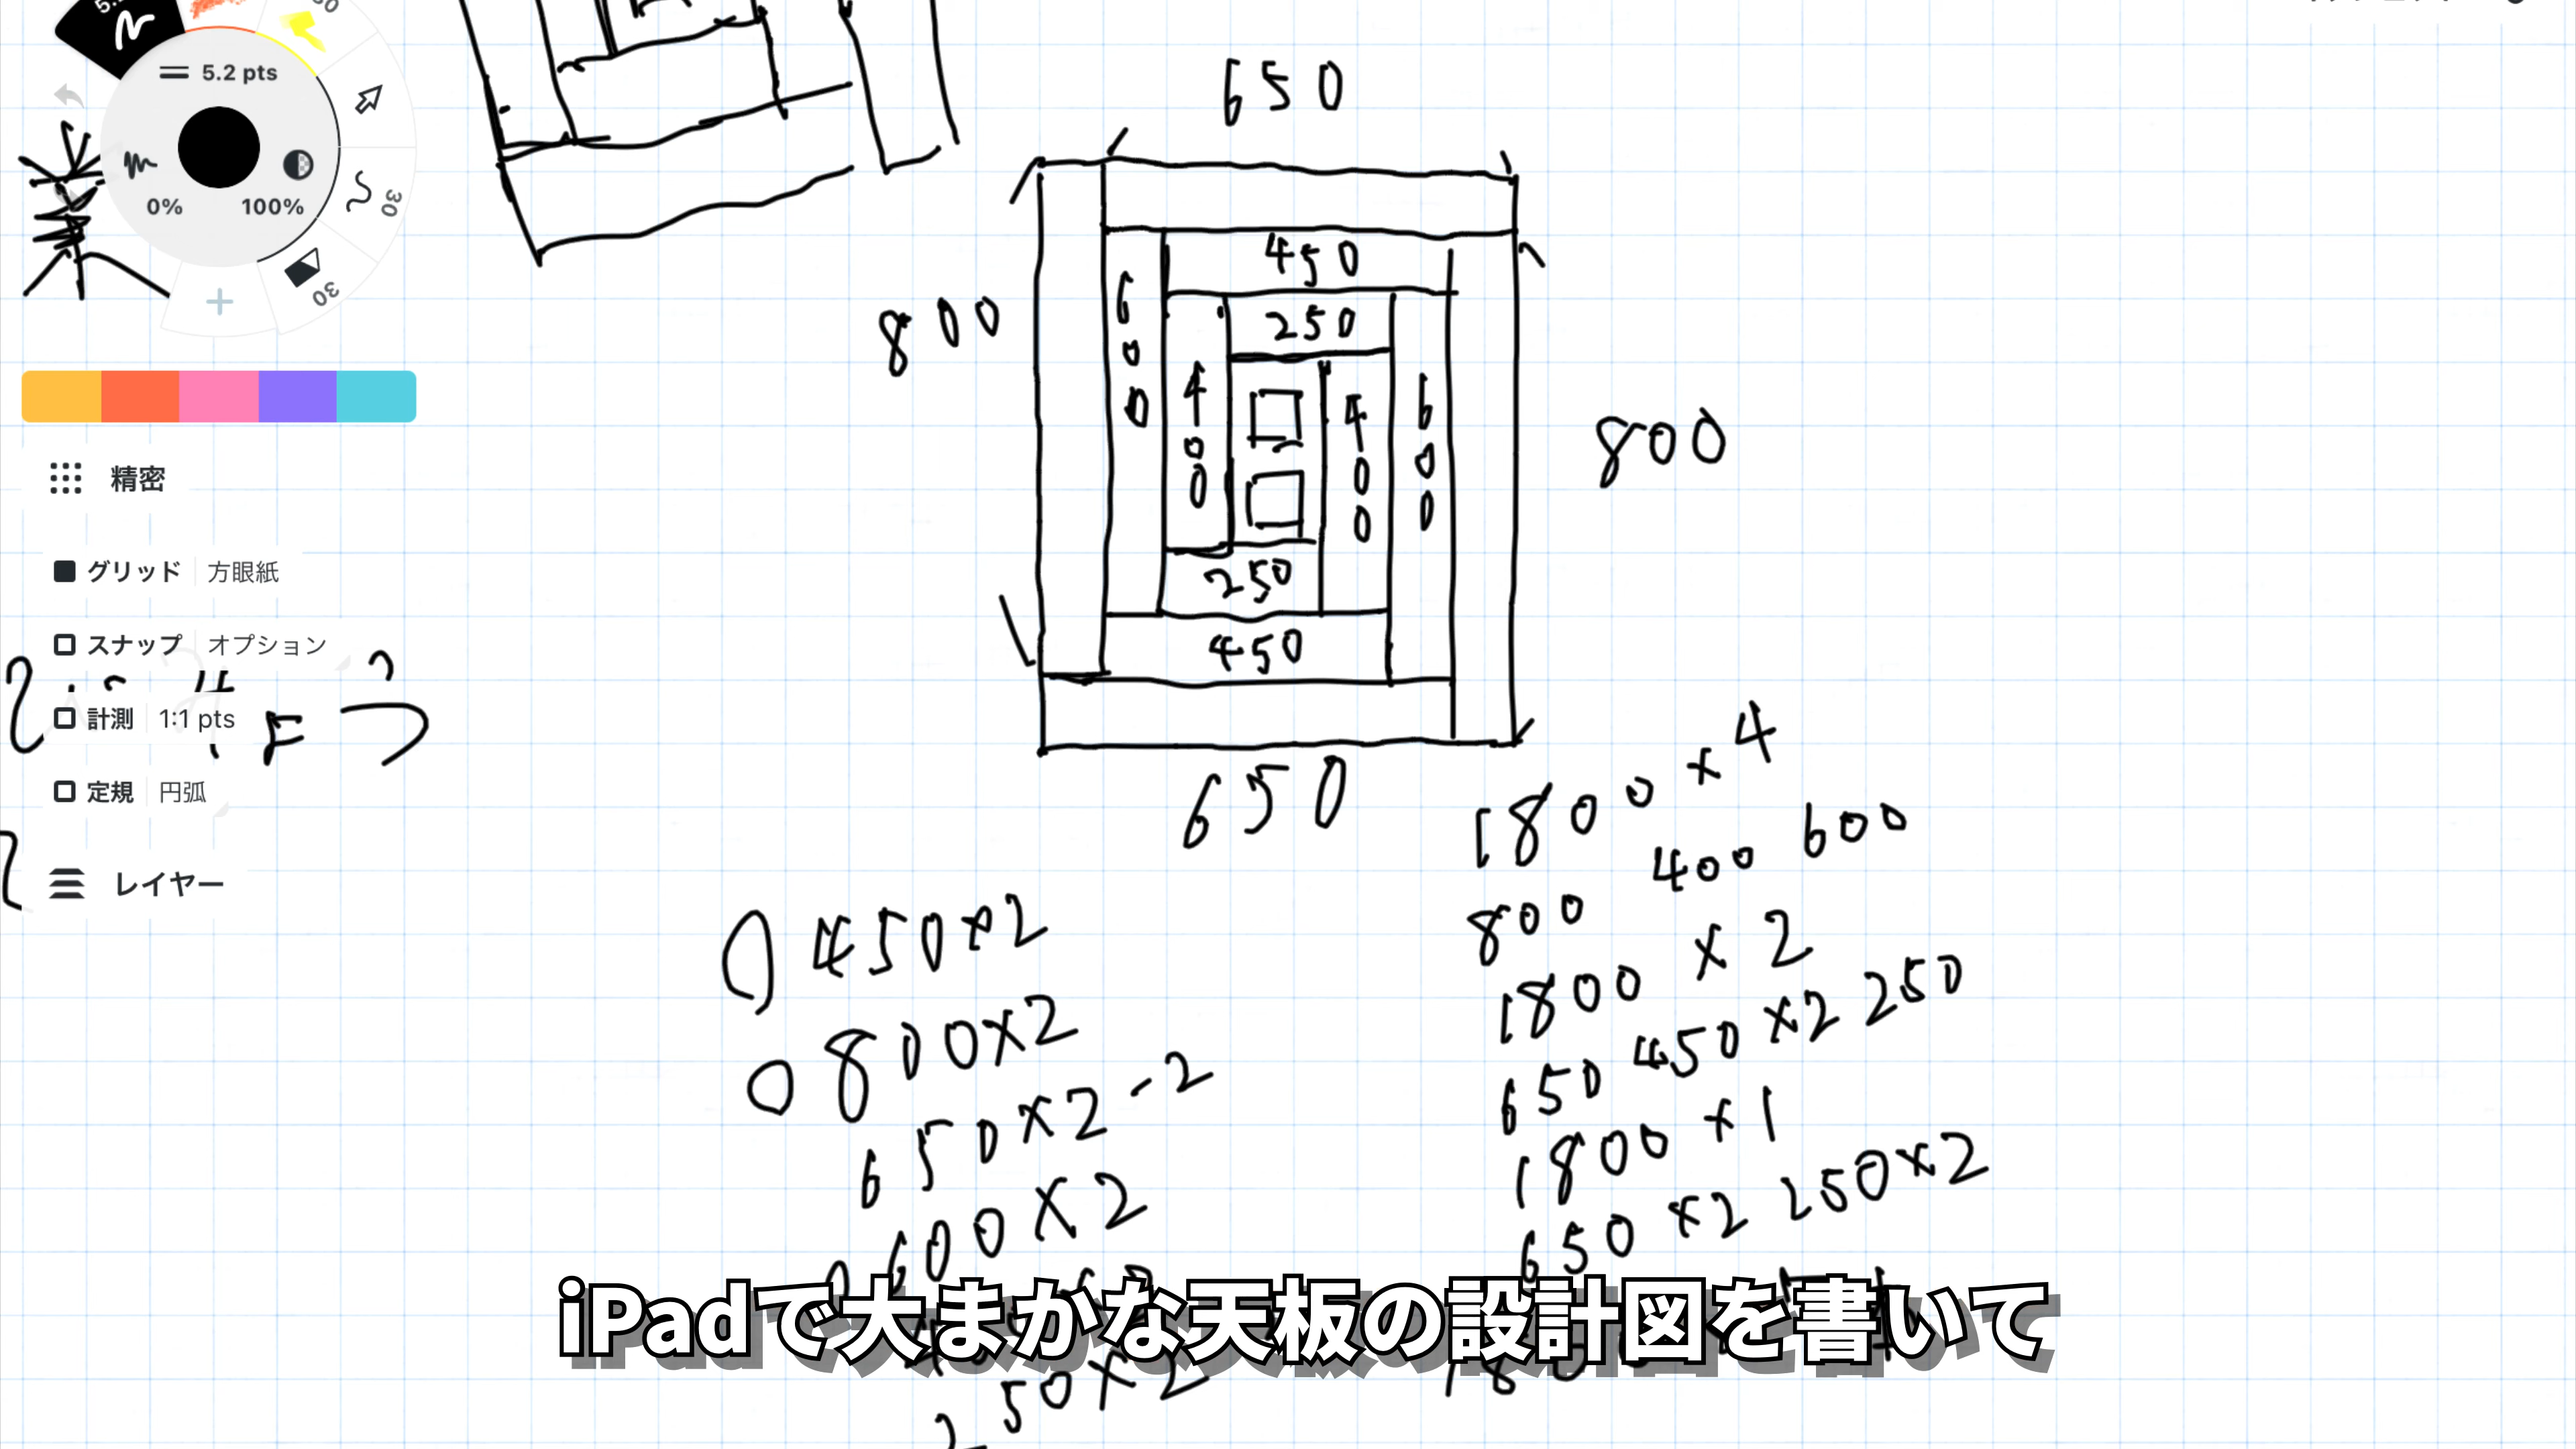 5.2 pts
0%
100%
30
30
精密
グリッド 方眼紙
スナップ オプション
計測 1:1 pts
定規 円弧
レイヤー
650
800
450
250
600
400
400
600
800
250
450
650
450×2
800×2
650×2-2
600×2
250×2
1800×4
800 400 600
1800 ×2
650 450×2 250
1800 ×1
650×2 250×2
iPadで大まかな天板の設計図を書いて